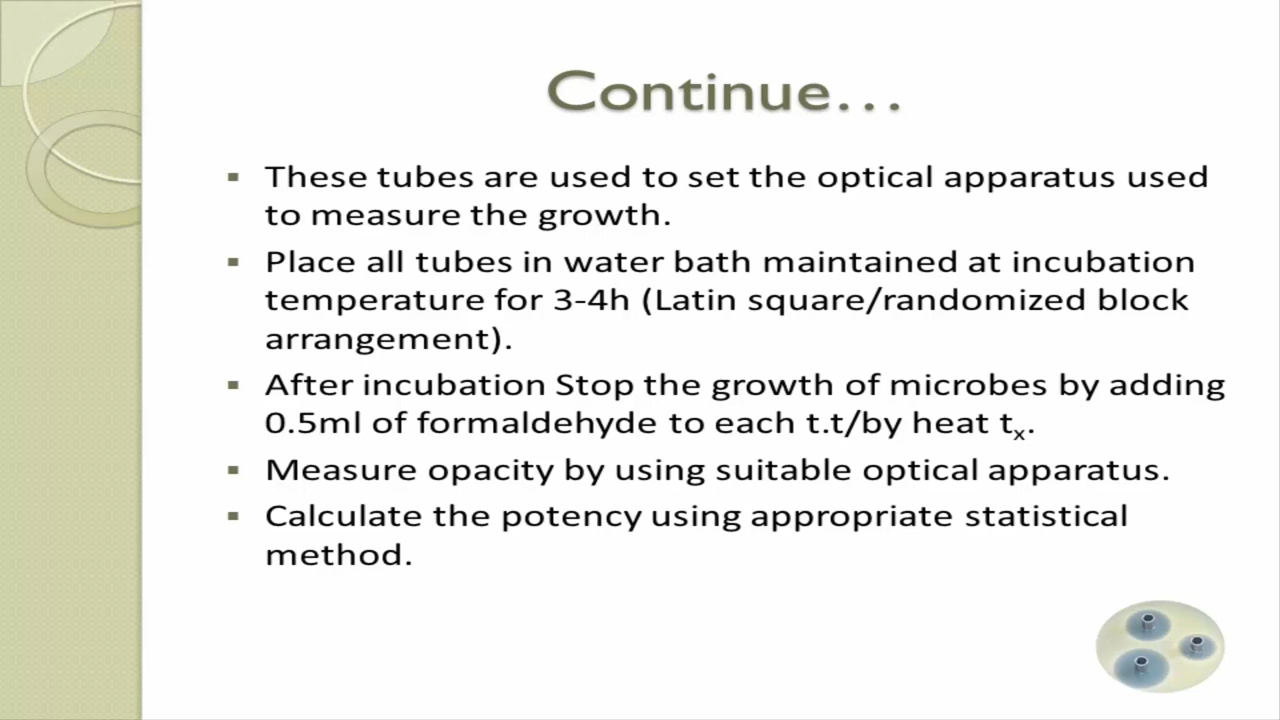 Continue...
▪ These tubes are used to set the optical apparatus used
to measure the growth.
▪ Place all tubes in water bath maintained at incubation
temperature for 3-4h (Latin square/randomized block
arrangement).
▪ After incubation Stop the growth of microbes by adding
0.5ml of formaldehyde to each t.t/by heat tₓ.
▪ Measure opacity by using suitable optical apparatus.
▪ Calculate the potency using appropriate statistical
method.